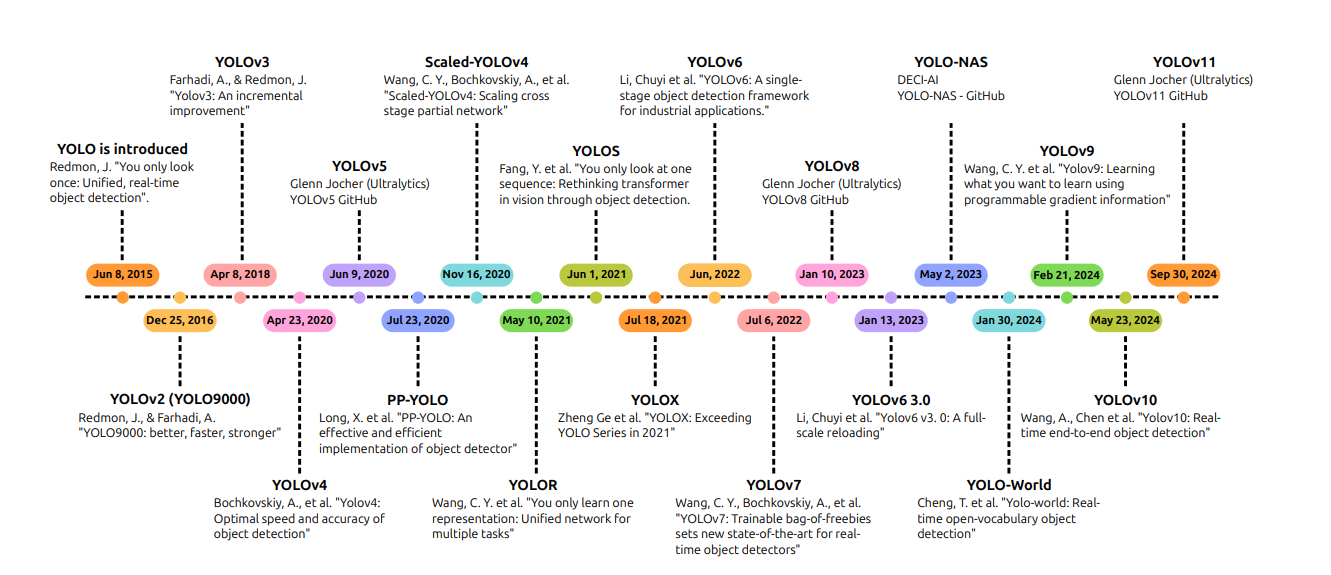 YOLOv3
Farhadi, A., & Redmon, J.
"Yolov3: An incremental
improvement"
Scaled-YOLOv4
Wang, C. Y., Bochkovskiy, A., et al.
"Scaled-YOLOv4: Scaling cross
stage partial network"
YOLOv6
Li, Chuyi et al. "YOLOv6: A single-
stage object detection framework
for industrial applications."
YOLO-NAS
DECI-AI
YOLO-NAS - GitHub
YOLOv11
Glenn Jocher (Ultralytics)
YOLOv11 GitHub
YOLO is introduced
Redmon, J. "You only look
once: Unified, real-time
object detection".
YOLOv5
Glenn Jocher (Ultralytics)
YOLOv5 GitHub
YOLOS
Fang, Y. et al. "You only look at one
sequence: Rethinking transformer
in vision through object detection.
YOLOv8
Glenn Jocher (Ultralytics)
YOLOv8 GitHub
YOLOv9
Wang, C. Y. et al. "Yolov9: Learning
what you want to learn using
programmable gradient information"
Jun 8, 2015
Apr 8, 2018
Jun 9, 2020
Nov 16, 2020
Jun 1, 2021
Jun, 2022
Jan 10, 2023
May 2, 2023
Feb 21, 2024
Sep 30, 2024
Dec 25, 2016
Apr 23, 2020
Jul 23, 2020
May 10, 2021
Jul 18, 2021
Jul 6, 2022
Jan 13, 2023
Jan 30, 2024
May 23, 2024
YOLOv2 (YOLO9000)
Redmon, J., & Farhadi, A.
"YOLO9000: better, faster, stronger"
PP-YOLO
Long, X. et al. "PP-YOLO: An
effective and efficient
implementation of object detector"
YOLOX
Zheng Ge et al. "YOLOX: Exceeding
YOLO Series in 2021"
YOLOv6 3.0
Li, Chuyi et al. "Yolov6 v3. 0: A full-
scale reloading"
YOLOv10
Wang, A., Chen et al. "Yolov10: Real-
time end-to-end object detection"
YOLOv4
Bochkovskiy, A., et al. "Yolov4:
Optimal speed and accuracy of
object detection"
YOLOR
Wang, C. Y. et al. "You only learn one
representation: Unified network for
multiple tasks"
YOLOv7
Wang, C. Y., Bochkovskiy, A., et al.
"YOLOv7: Trainable bag-of-freebies
sets new state-of-the-art for real-
time object detectors"
YOLO-World
Cheng, T. et al. "Yolo-world: Real-
time open-vocabulary object
detection"